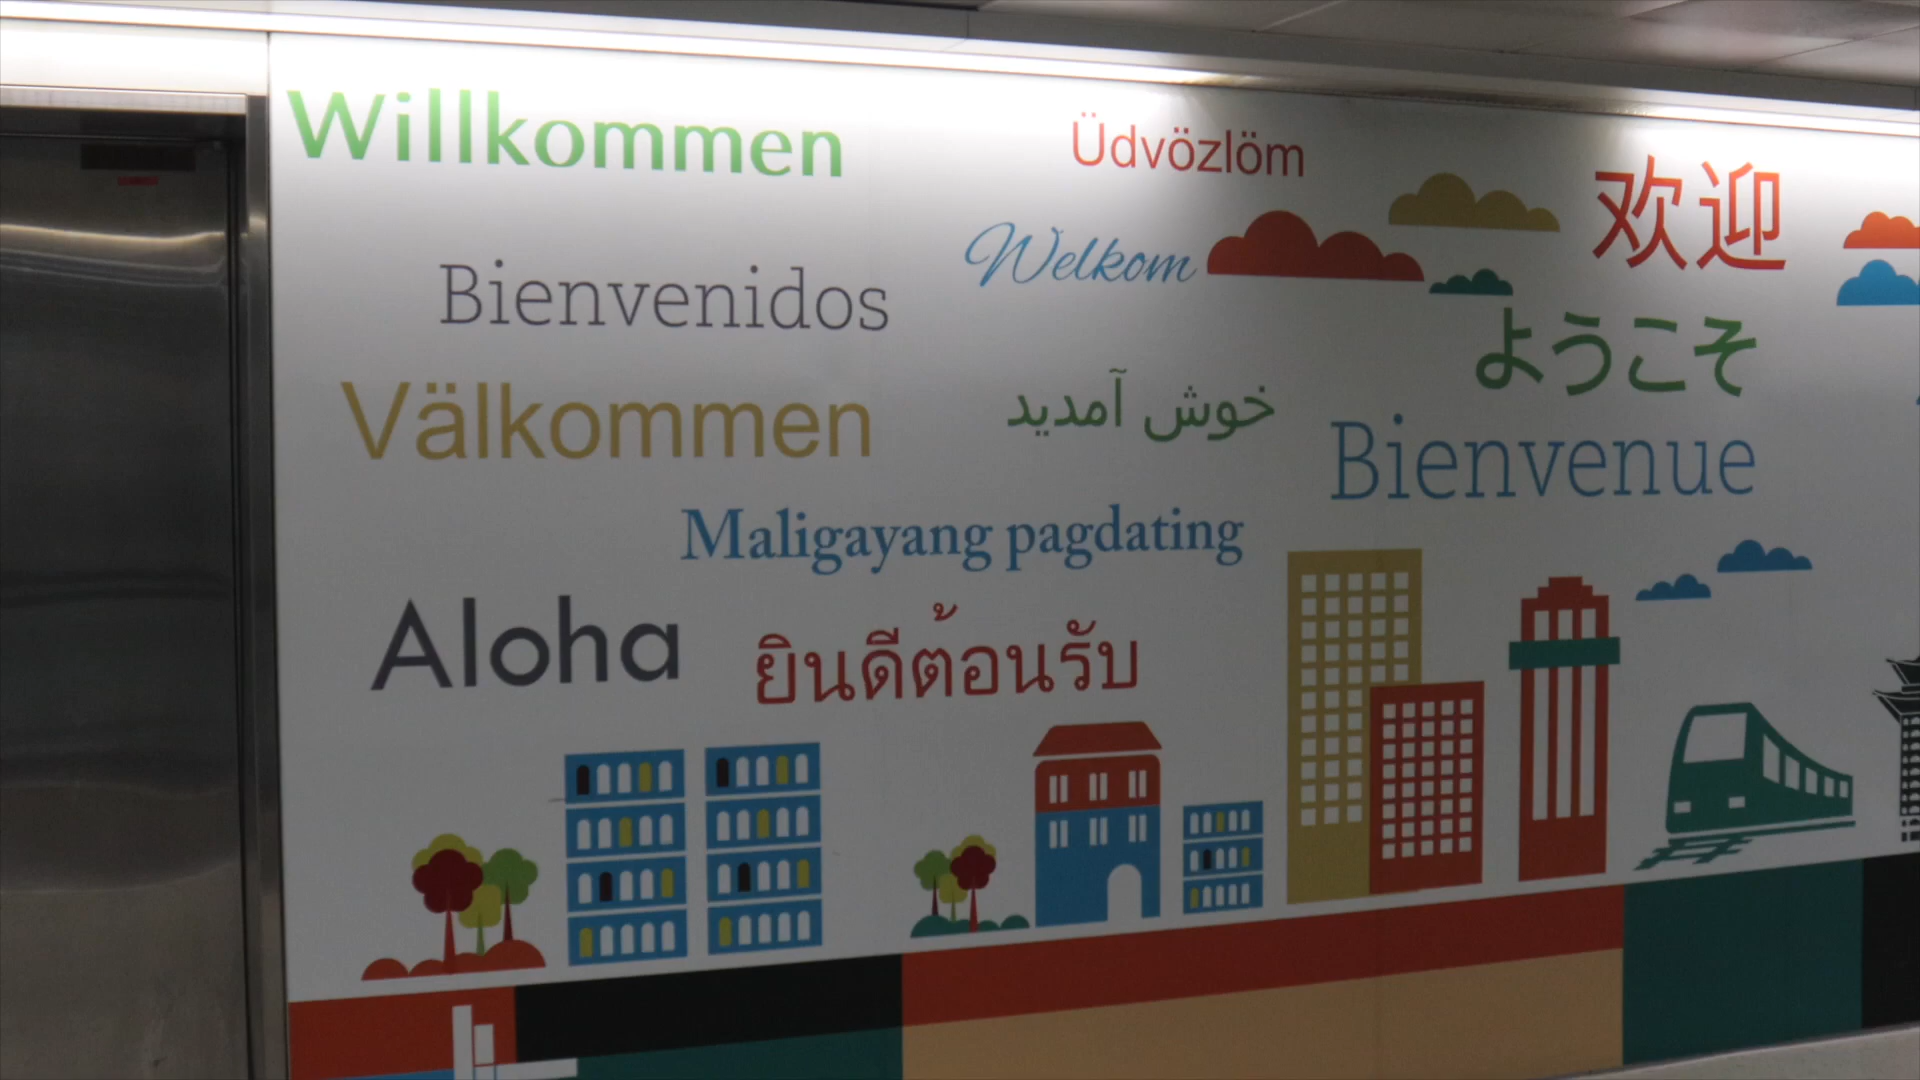 Willkommen
Üdvözlöm
欢迎
Welkom
Bienvenidos
ようこそ
Välkommen
خوش آمدید
Bienvenue
Maligayang pagdating
Aloha
ยินดีต้อนรับ